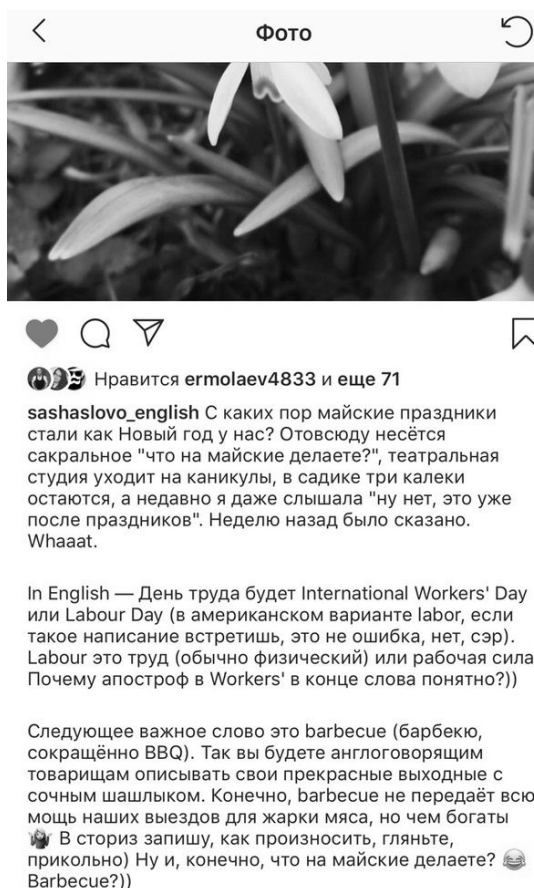 Фото
Нравится ermolaev4833 и еще 71
sashaslovo_english С каких пор майские праздники
стали как Новый год у нас? Отовсюду несётся
сакральное "что на майские делаете?", театральная
студия уходит на каникулы, в садике три калеки
остаются, а недавно я даже слышала "ну нет, это уже
после праздников". Неделю назад было сказано.
Whaaat.
In English — День труда будет International Workers' Day
или Labour Day (в американском варианте labor, если
такое написание встретишь, это не ошибка, нет, сэр).
Labour это труд (обычно физический) или рабочая сила
Почему апостроф в Workers' в конце слова понятно?))
Следующее важное слово это barbecue (барбекю,
сокращённо BBQ). Так вы будете англоговорящим
товарищам описывать свои прекрасные выходные с
сочным шашлыком. Конечно, barbecue не передаёт всю
мощь наших выездов для жарки мяса, но чем богаты
🤷‍♀️ В сториз запишу, как произносить, гляньте,
прикольно) Ну и, конечно, что на майские делаете? 😂
Barbecue?))